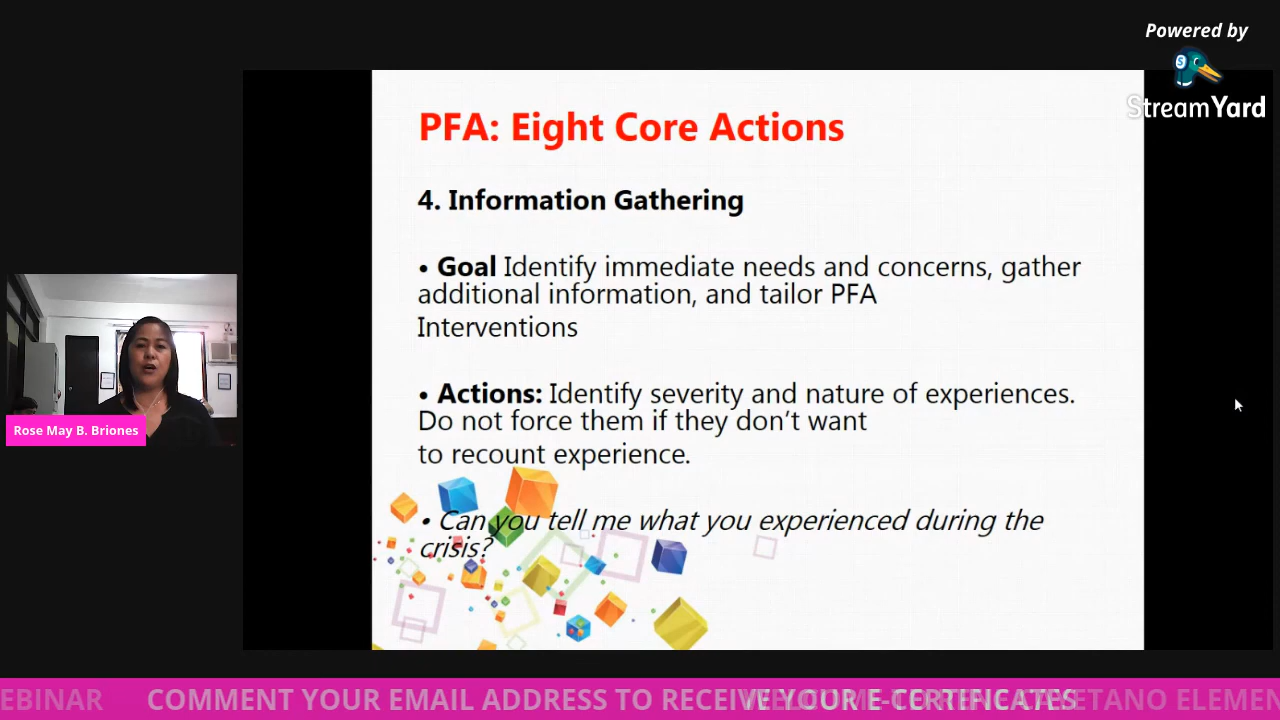 Powered by
StreamYard
PFA: Eight Core Actions
4. Information Gathering
• Goal Identify immediate needs and concerns, gather
additional information, and tailor PFA
Interventions
• Actions: Identify severity and nature of experiences.
Do not force them if they don’t want
to recount experience.
• Can you tell me what you experienced during the
crisis?
Rose May B. Briones
EBINAR COMMENT YOUR EMAIL ADDRESS TO RECEIVE YOUR E-CERTIFICATES ETANO ELEMEN